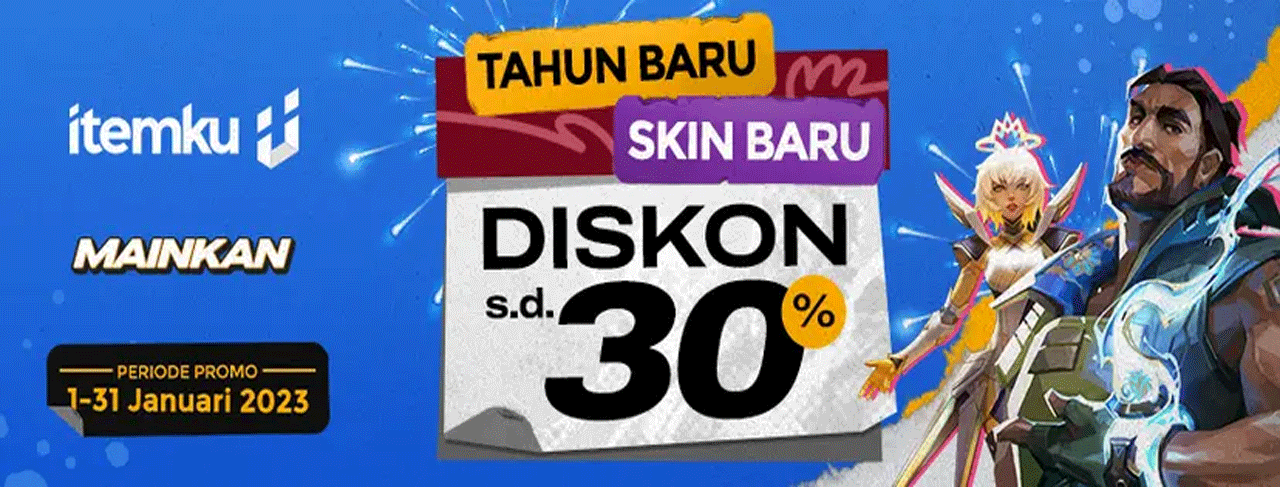 itemku
MAINKAN
PERIODE PROMO
1-31 Januari 2023
TAHUN BARU
SKIN BARU
DISKON
s.d. 30%